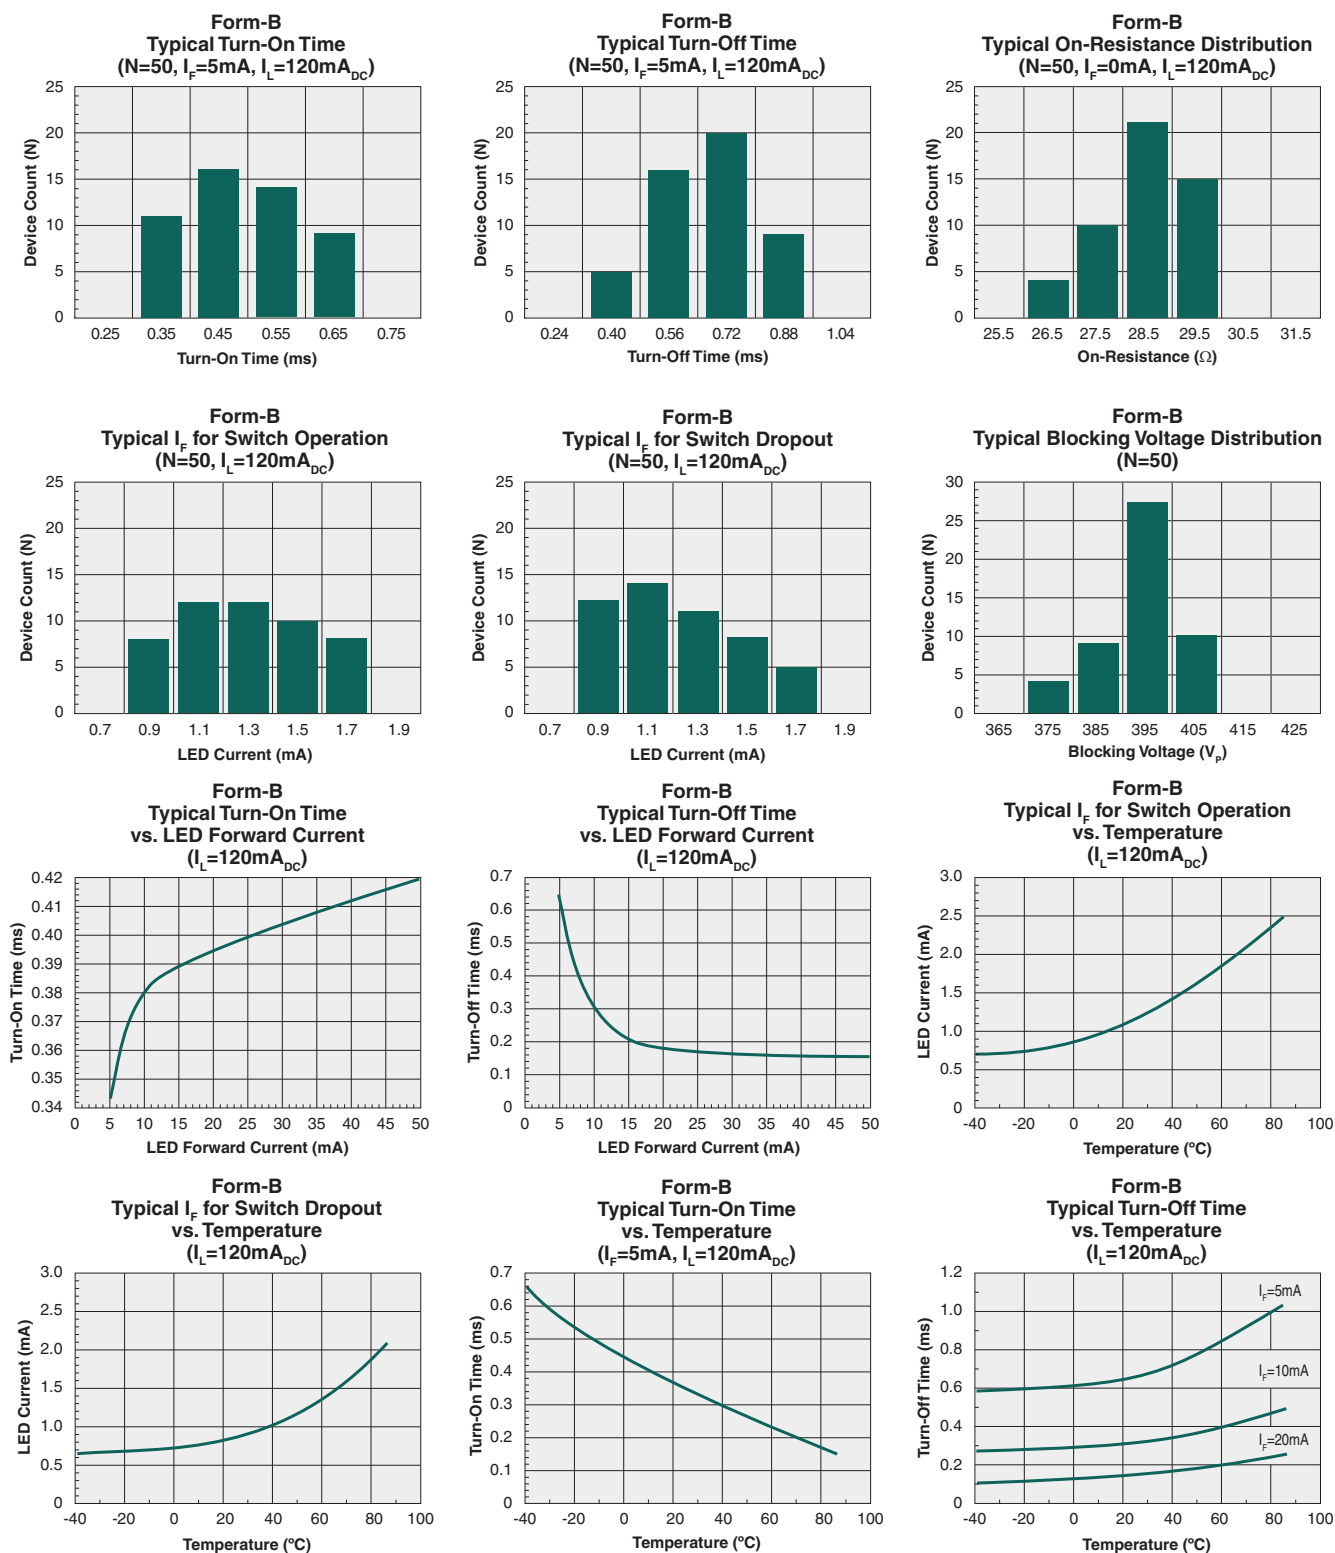 Form-B
Typical Turn-On Time
(N=50, IF=5mA, IL=120mADC)
Device Count (N)
25
20
15
10
5
0
0.25 0.35 0.45 0.55 0.65 0.75
Turn-On Time (ms)
Form-B
Typical Turn-Off Time
(N=50, IF=5mA, IL=120mADC)
Device Count (N)
25
20
15
10
5
0
0.24 0.40 0.56 0.72 0.88 1.04
Turn-Off Time (ms)
Form-B
Typical On-Resistance Distribution
(N=50, IF=0mA, IL=120mADC)
Device Count (N)
25
20
15
10
5
0
25.5 26.5 27.5 28.5 29.5 30.5 31.5
On-Resistance (Ω)
Form-B
Typical IF for Switch Operation
(N=50, IL=120mADC)
Device Count (N)
25
20
15
10
5
0
0.7 0.9 1.1 1.3 1.5 1.7 1.9
LED Current (mA)
Form-B
Typical IF for Switch Dropout
(N=50, IL=120mADC)
Device Count (N)
25
20
15
10
5
0
0.7 0.9 1.1 1.3 1.5 1.7 1.9
LED Current (mA)
Form-B
Typical Blocking Voltage Distribution
(N=50)
Device Count (N)
30
25
20
15
10
5
0
365 375 385 395 405 415 425
Blocking Voltage (VP)
Form-B
Typical Turn-On Time
vs. LED Forward Current
(IL=120mADC)
Turn-On Time (ms)
0.42
0.41
0.40
0.39
0.38
0.37
0.36
0.35
0.34
0 5 10 15 20 25 30 35 40 45 50
LED Forward Current (mA)
Form-B
Typical Turn-Off Time
vs. LED Forward Current
(IL=120mADC)
Turn-Off Time (ms)
0.7
0.6
0.5
0.4
0.3
0.2
0.1
0
0 5 10 15 20 25 30 35 40 45 50
LED Forward Current (mA)
Form-B
Typical IF for Switch Operation
vs. Temperature
(IL=120mADC)
LED Current (mA)
3.0
2.5
2.0
1.5
1.0
0.5
0
-40 -20 0 20 40 60 80 100
Temperature (ºC)
Form-B
Typical IF for Switch Dropout
vs. Temperature
(IL=120mADC)
LED Current (mA)
3.0
2.5
2.0
1.5
1.0
0.5
0
-40 -20 0 20 40 60 80 100
Temperature (ºC)
Form-B
Typical Turn-On Time
vs. Temperature
(IF=5mA, IL=120mADC)
Turn-On Time (ms)
0.7
0.6
0.5
0.4
0.3
0.2
0.1
0
-40 -20 0 20 40 60 80 100
Temperature (ºC)
Form-B
Typical Turn-Off Time
vs. Temperature
(IL=120mADC)
Turn-Off Time (ms)
1.2
1.0
0.8
0.6
0.4
0.2
0
IF=5mA
IF=10mA
IF=20mA
-40 -20 0 20 40 60 80 100
Temperature (ºC)